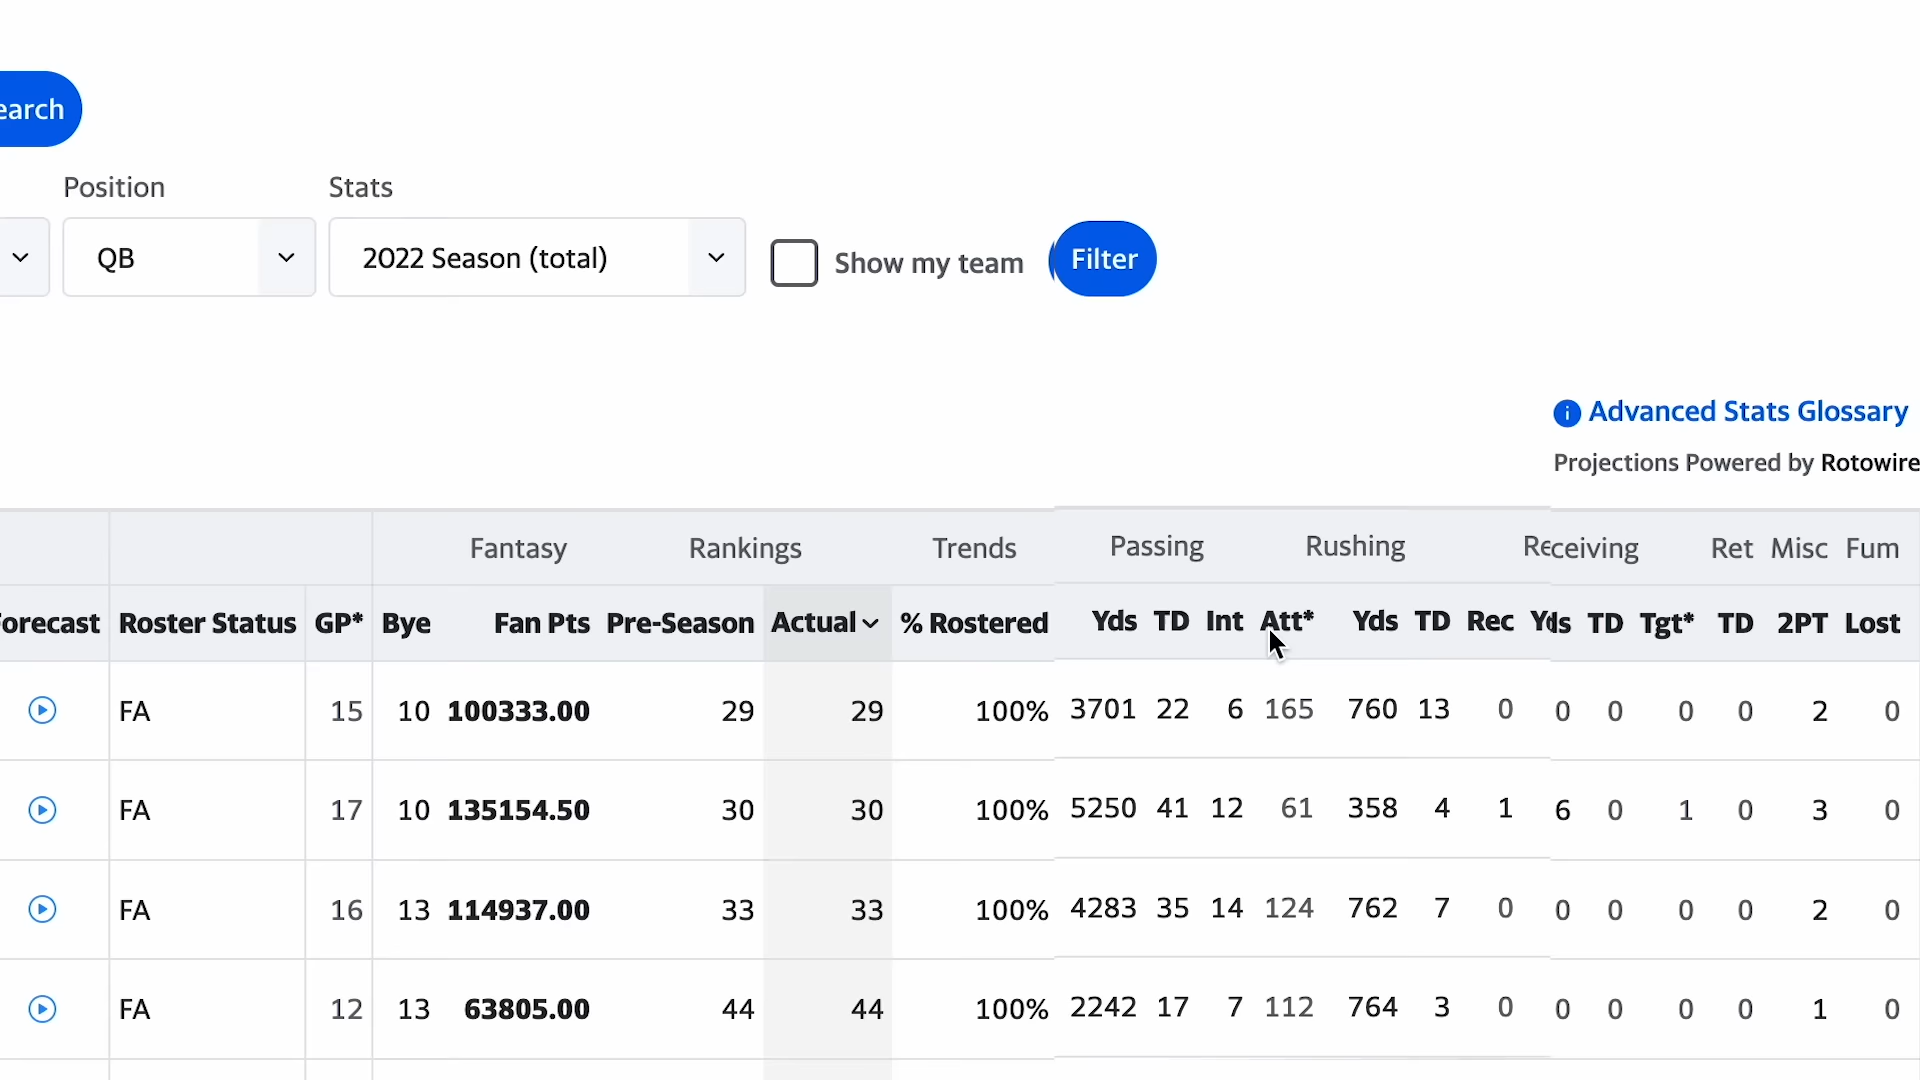 earch
Position Stats
QB 2022 Season (total) Show my team Filter
Advanced Stats Glossary
Projections Powered by Rotowire
Fantasy Rankings Trends Passing Rushing Receiving Ret Misc Fum
orecast Roster Status GP* Bye Fan Pts Pre-Season Actual % Rostered Yds TD Int Att* Yds TD Rec Yds TD Tgt* TD 2PT Lost
FA 15 10 100333.00 29 29 100% 3701 22 6 165 760 13 0 0 0 0 0 2 0
FA 17 10 135154.50 30 30 100% 5250 41 12 61 358 4 1 6 0 1 0 3 0
FA 16 13 114937.00 33 33 100% 4283 35 14 124 762 7 0 0 0 0 0 2 0
FA 12 13 63805.00 44 44 100% 2242 17 7 112 764 3 0 0 0 0 0 1 0